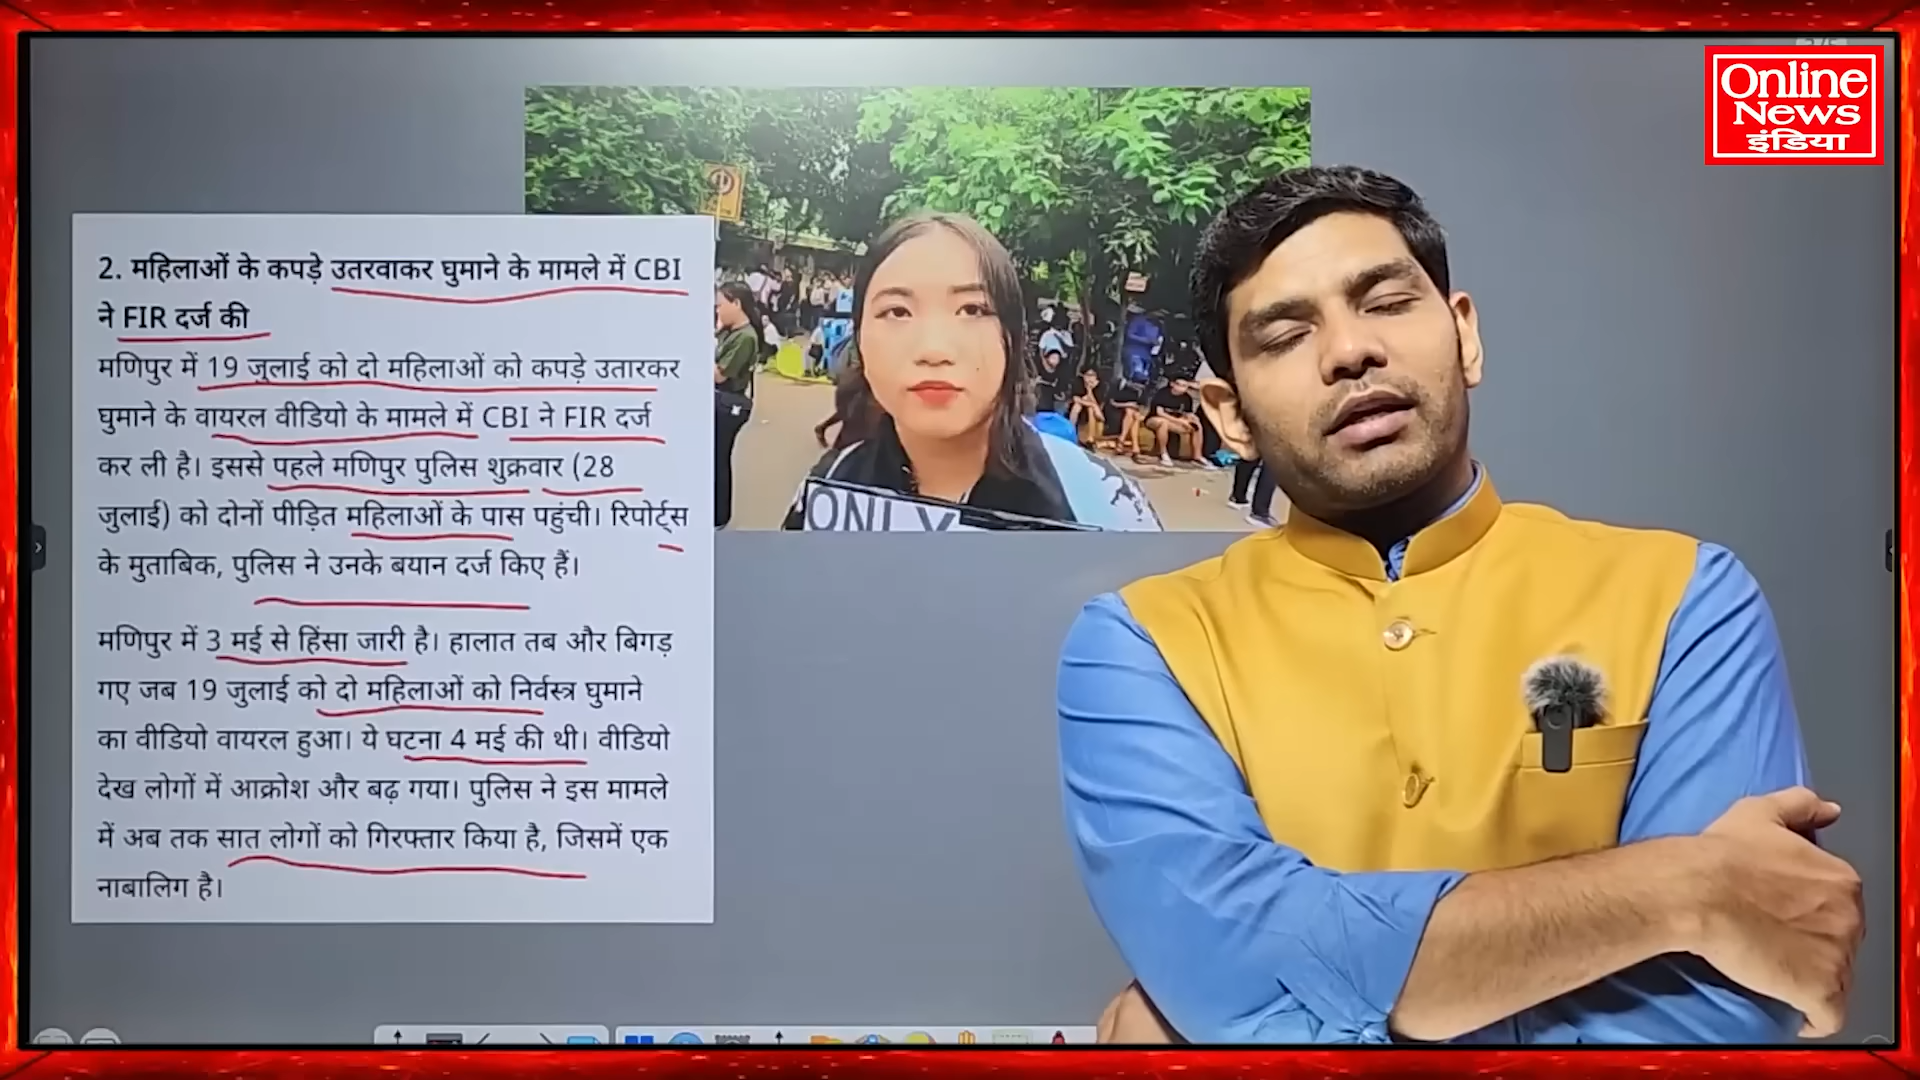 Online
News
इंडिया
2. महिलाओं के कपड़े उतरवाकर घुमाने के मामले में CBI
ने FIR दर्ज की
मणिपुर में 19 जुलाई को दो महिलाओं को कपड़े उतारकर
घुमाने के वायरल वीडियो के मामले में CBI ने FIR दर्ज
कर ली है। इससे पहले मणिपुर पुलिस शुक्रवार (28
जुलाई) को दोनों पीड़ित महिलाओं के पास पहुंची। रिपोर्ट्स
के मुताबिक, पुलिस ने उनके बयान दर्ज किए हैं।
मणिपुर में 3 मई से हिंसा जारी है। हालात तब और बिगड़
गए जब 19 जुलाई को दो महिलाओं को निर्वस्त्र घुमाने
का वीडियो वायरल हुआ। ये घटना 4 मई की थी। वीडियो
देख लोगों में आक्रोश और बढ़ गया। पुलिस ने इस मामले
में अब तक सात लोगों को गिरफ्तार किया है, जिसमें एक
नाबालिग है।
ONLY